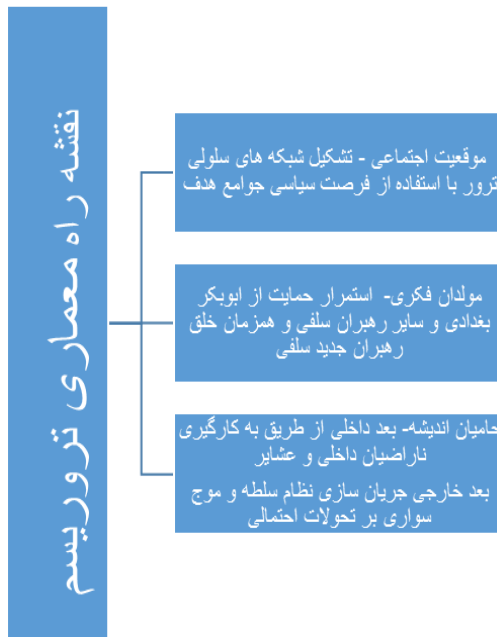 نقشه راه معماری تروریسم
موقعیت اجتماعی - تشکیل شبکه های سلولی
ترور با استفاده از فرصت سیاسی جوامع هدف
مولدان فکری- استمرار حمایت از ابوبکر
بغدادی و سایر رهبران سلفی و همزمان خلق
رهبران جدید سلفی
حامیان اندیشه- بعد داخلی از طریق به کارگیری
ناراضیان داخلی و عشایر
بعد خارجی جریان سازی نظام سلطه و موج
سواری بر تحولات احتمالی